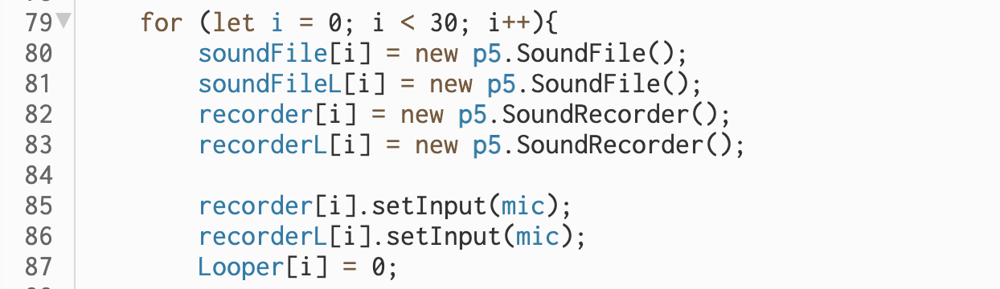 79 for (let i = 0; i < 30; i++){
80 soundFile[i] = new p5.SoundFile();
81 soundFileL[i] = new p5.SoundFile();
82 recorder[i] = new p5.SoundRecorder();
83 recorderL[i] = new p5.SoundRecorder();
84
85 recorder[i].setInput(mic);
86 recorderL[i].setInput(mic);
87 Looper[i] = 0;